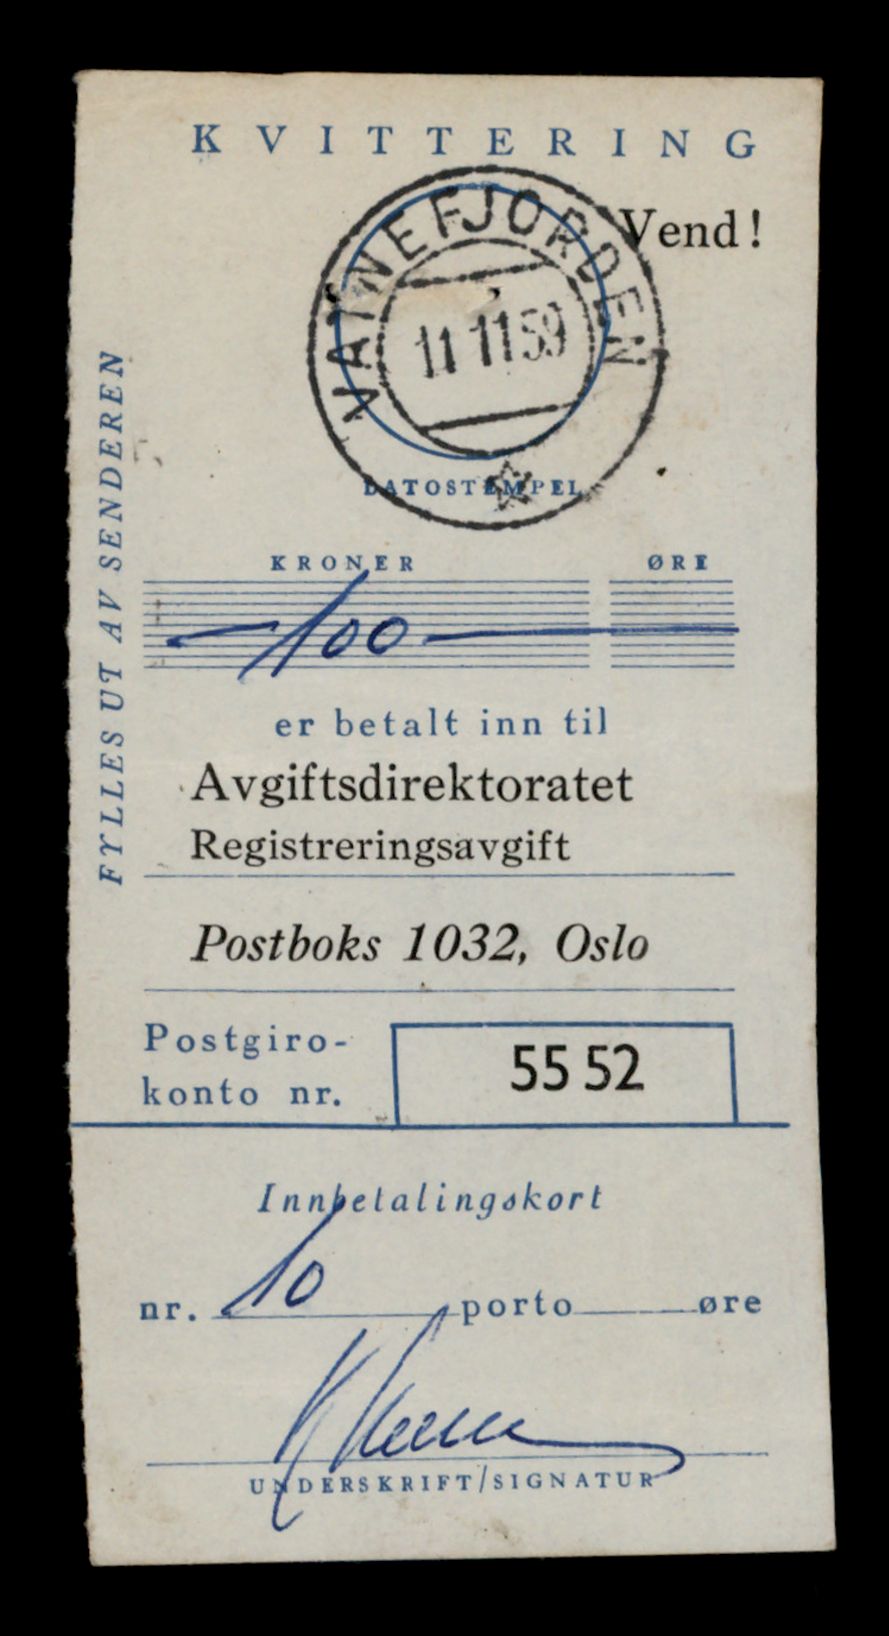 KVITTERING
Vend!
VATNEFJORDEN
11 11 59
DATOSTEMPEL
FYLLES UT AV SENDEREN
KRONER ØRE
—100—
er betalt inn til
Avgiftsdirektoratet
Registreringsavgift
Postboks 1032, Oslo
Postgiro-
konto nr.
55 52
Innbetalingskort
nr. 10 porto øre
UNDERSKRIFT/SIGNATUR